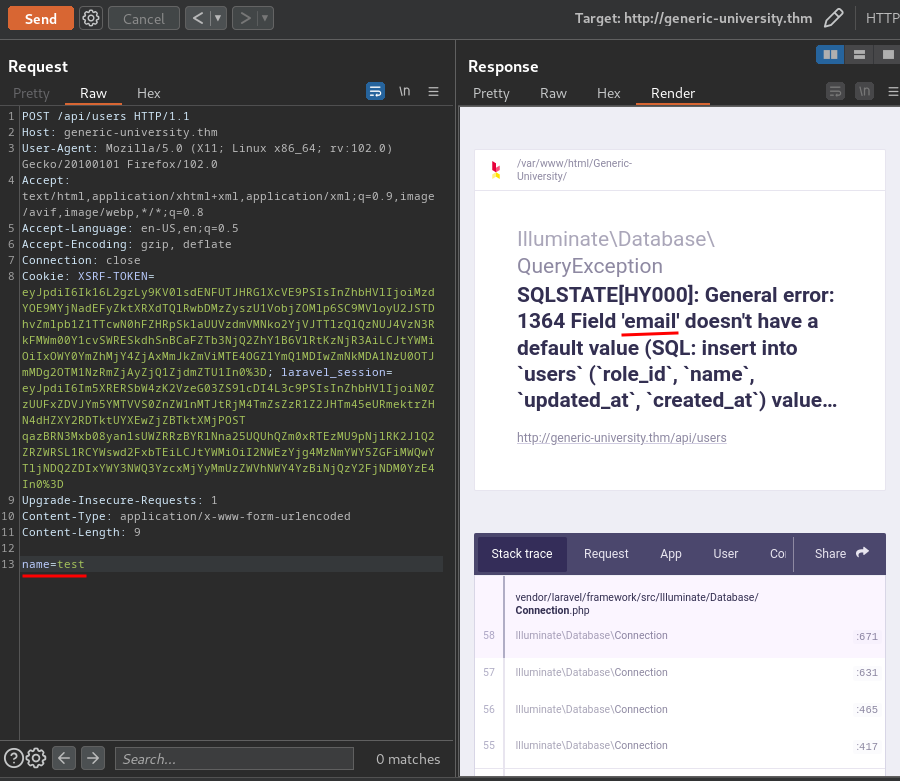 Send
Cancel
Target: http://generic-university.thm
HTTP
Request
Pretty
Raw
Hex
\n
1 POST /api/users HTTP/1.1
2 Host: generic-university.thm
3 User-Agent: Mozilla/5.0 (X11; Linux x86_64; rv:102.0)
Gecko/20100101 Firefox/102.0
4 Accept:
text/html,application/xhtml+xml,application/xml;q=0.9,image
/avif,image/webp,*/*;q=0.8
5 Accept-Language: en-US,en;q=0.5
6 Accept-Encoding: gzip, deflate
7 Connection: close
8 Cookie: XSRF-TOKEN=
laravel_session=
9 Upgrade-Insecure-Requests: 1
10 Content-Type: application/x-www-form-urlencoded
11 Content-Length: 9
12
13 name=test
Search...
0 matches
Response
Pretty
Raw
Hex
Render
\n
/var/www/html/Generic-
University/
Illuminate\Database\
QueryException
SQLSTATE[HY000]: General error:
1364 Field 'email' doesn't have a
default value (SQL: insert into
`users` (`role_id`, `name`,
`updated_at`, `created_at`) value...
http://generic-university.thm/api/users
Stack trace
Request
App
User
Share
vendor/laravel/framework/src/Illuminate/Database/
Connection.php
58 Illuminate\Database\Connection :671
57 Illuminate\Database\Connection :631
56 Illuminate\Database\Connection :465
55 Illuminate\Database\Connection :417